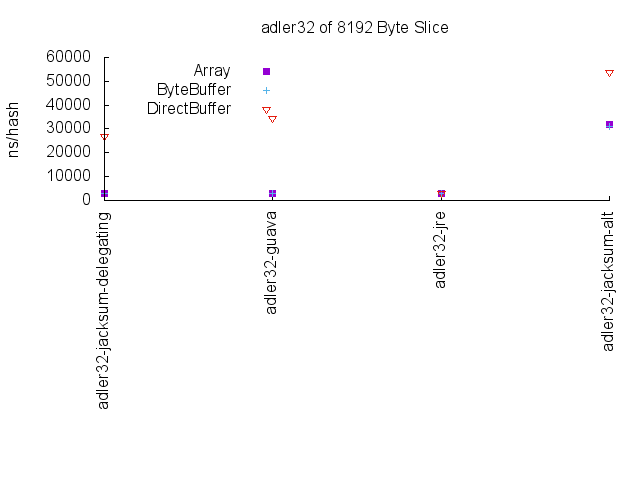 adler32 of 8192 Byte Slice
ns/hash
60000
50000
40000
30000
20000
10000
0
Array
ByteBuffer
DirectBuffer
adler32-jacksum-delegating
adler32-guava
adler32-jre
adler32-jacksum-alt